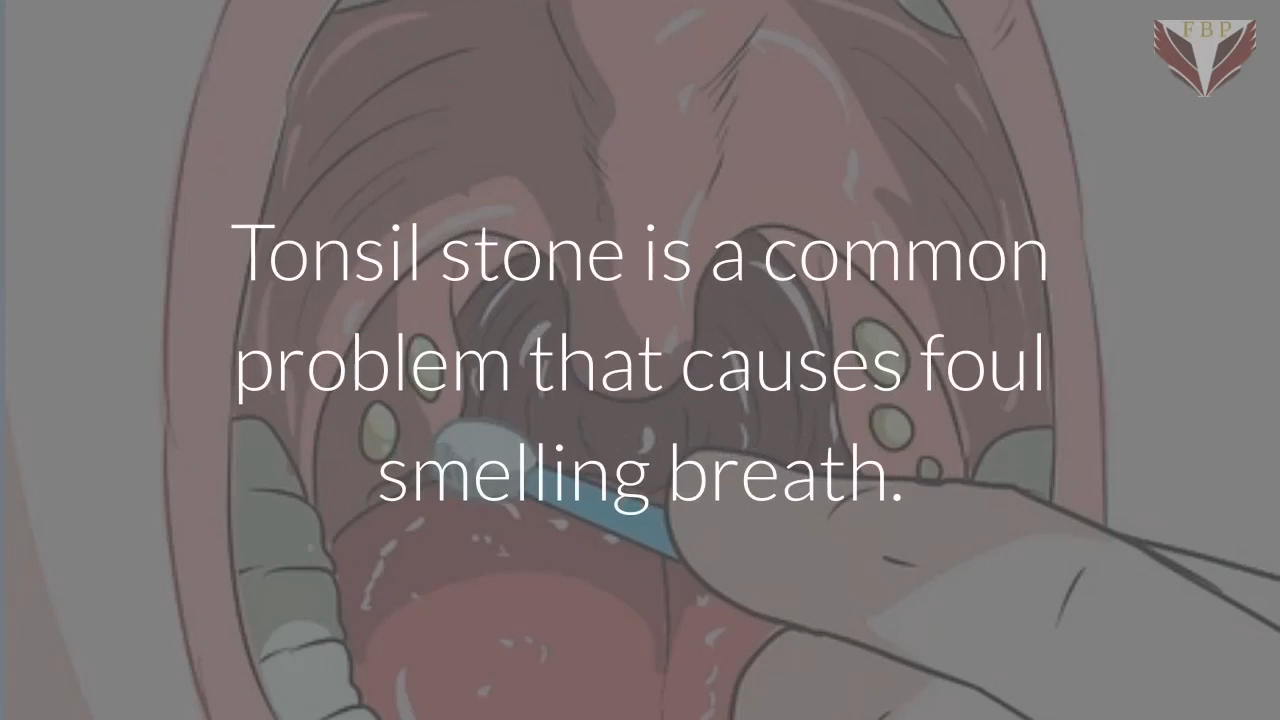 FBP
Tonsil stone is a common
problem that causes foul
smelling breath.